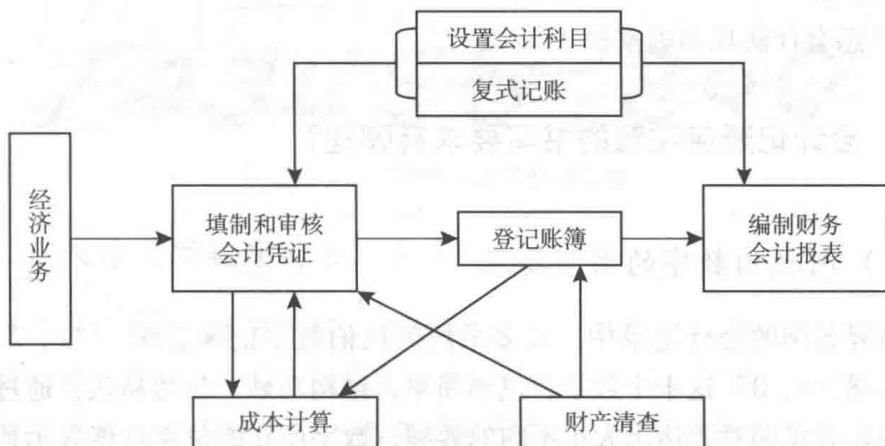 设置会计科目
复式记账
经济业务
填制和审核
会计凭证
登记账簿
编制财务
会计报表
成本计算
财产清查